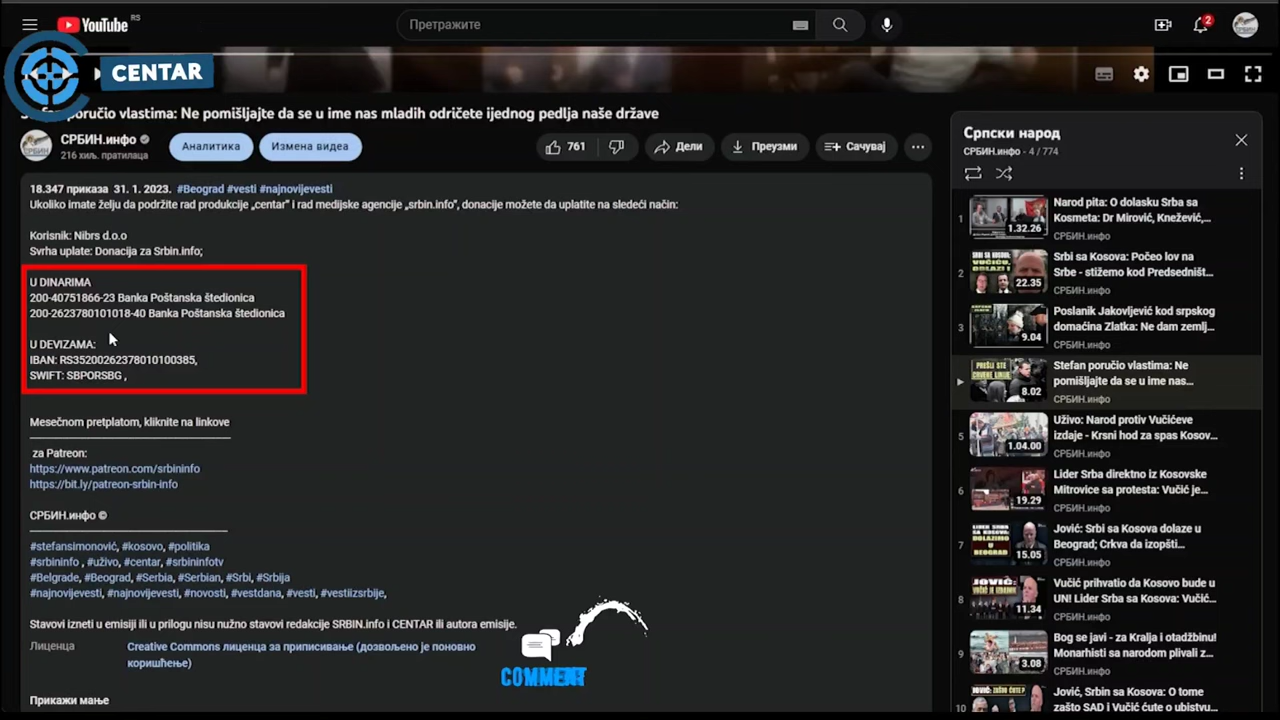 YouTube RS
Претражите
2
CENTAR
poručio vlastima: Ne pomišljajte da se u ime nas mladih odričete ijednog pedlja naše države
СРБИН.инфо
216 хиљ. пратилаца
Аналитика
Измена видеа
761
Дели
Преузми
Сачувај
18.347 приказа 31. 1. 2023. #Beograd #vesti #najnovijevesti
Ukoliko imate želju da podržite rad produkcije „centar" i rad medijske agencije „srbin.info", donacije možete da uplatite na sledeći način:
Korisnik: Nibrs d.o.o
Svrha uplate: Donacija za Srbin.info;
U DINARIMA
200-40751866-23 Banka Poštanska štedionica
200-2623780101018-40 Banka Poštanska štedionica
U DEVIZAMA:
IBAN: RS35200262378010100385,
SWIFT: SBPORSBG ,
Mesečnom pretplatom, kliknite na linkove
za Patreon:
https://www.patreon.com/srbininfo
https://bit.ly/patreon-srbin-info
СРБИН.инфо ©
#stefansimonović, #kosovo, #politika
#srbininfo , #uživo, #centar, #srbininfotv
#Belgrade, #Beograd, #Serbia, #Serbian, #Srbi, #Srbija
#najnovijevesti, #najnovijevesti, #novosti, #vestdana, #vesti, #vestiizsrbije,
Stavovi izneti u emisiji ili u prilogu nisu nužno stavovi redakcije SRBIN.info i CENTAR ili autora emisije.
Лиценца
Creative Commons лиценца за приписивање (дозвољено је поновно
коришћење)
COMMENT
Прикажи мање
Српски народ
СРБИН.инфо - 4 / 774
1
1.32.26
Narod pita: O dolasku Srba sa
Kosmeta: Dr Mirović, Knežević,...
СРБИН.инфо
2
22.35
Srbi sa Kosova: Počeo lov na
Srbe - stižemo kod Predsedništ...
СРБИН.инфо
3
9.04
Poslanik Jakovljević kod srpskog
domaćina Zlatka: Ne dam zemlj...
СРБИН.инфо
8.02
Stefan poručio vlastima: Ne
pomišljajte da se u ime nas...
СРБИН.инфо
5
1.04.00
Uživo: Narod protiv Vučićeve
izdaje - Krsni hod za spas Kosov...
СРБИН.инфо
6
19.29
Lider Srba direktno iz Kosovske
Mitrovice sa protesta: Vučić je...
СРБИН.инфо
7
15.05
Jović: Srbi sa Kosova dolaze u
Beograd; Crkva da izopšti...
СРБИН.инфо
8
11.34
Vučić prihvatio da Kosovo bude u
UN! Lider Srba sa Kosova: Vučić...
СРБИН.инфо
9
3.08
Bog se javi - za Kralja i otadžbinu!
Monarhisti sa narodom plivali z...
СРБИН.инфо
10
Jović, Srbin sa Kosova: O tome
zašto SAD i Vučić ćute o ubistvu...